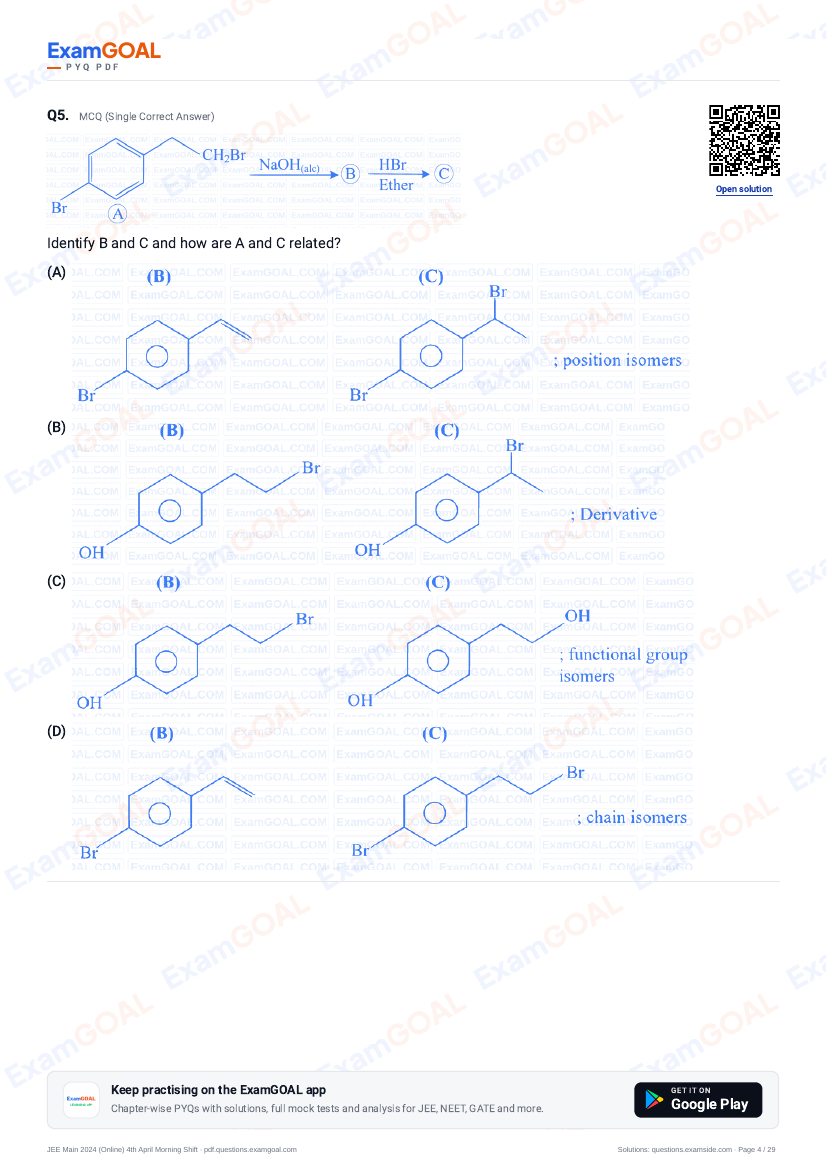 ExamGOAL
PYQ PDF
Q5. MCQ (Single Correct Answer)
CH₂Br
NaOH(alc) B HBr C
Ether
Br
A
Open solution
Identify B and C and how are A and C related?
(A)
(B) (C)
Br
; position isomers
Br Br
(B)
(B) (C)
Br
Br
; Derivative
OH OH
(C)
(B) (C)
Br OH
; functional group
isomers
OH OH
(D)
(B) (C)
Br
; chain isomers
Br Br
Keep practising on the ExamGOAL app
Chapter-wise PYQs with solutions, full mock tests and analysis for JEE, NEET, GATE and more.
GET IT ON
Google Play
JEE Main 2024 (Online) 4th April Morning Shift · pdf.questions.examgoal.com
Solutions: questions.examside.com · Page 4 / 29